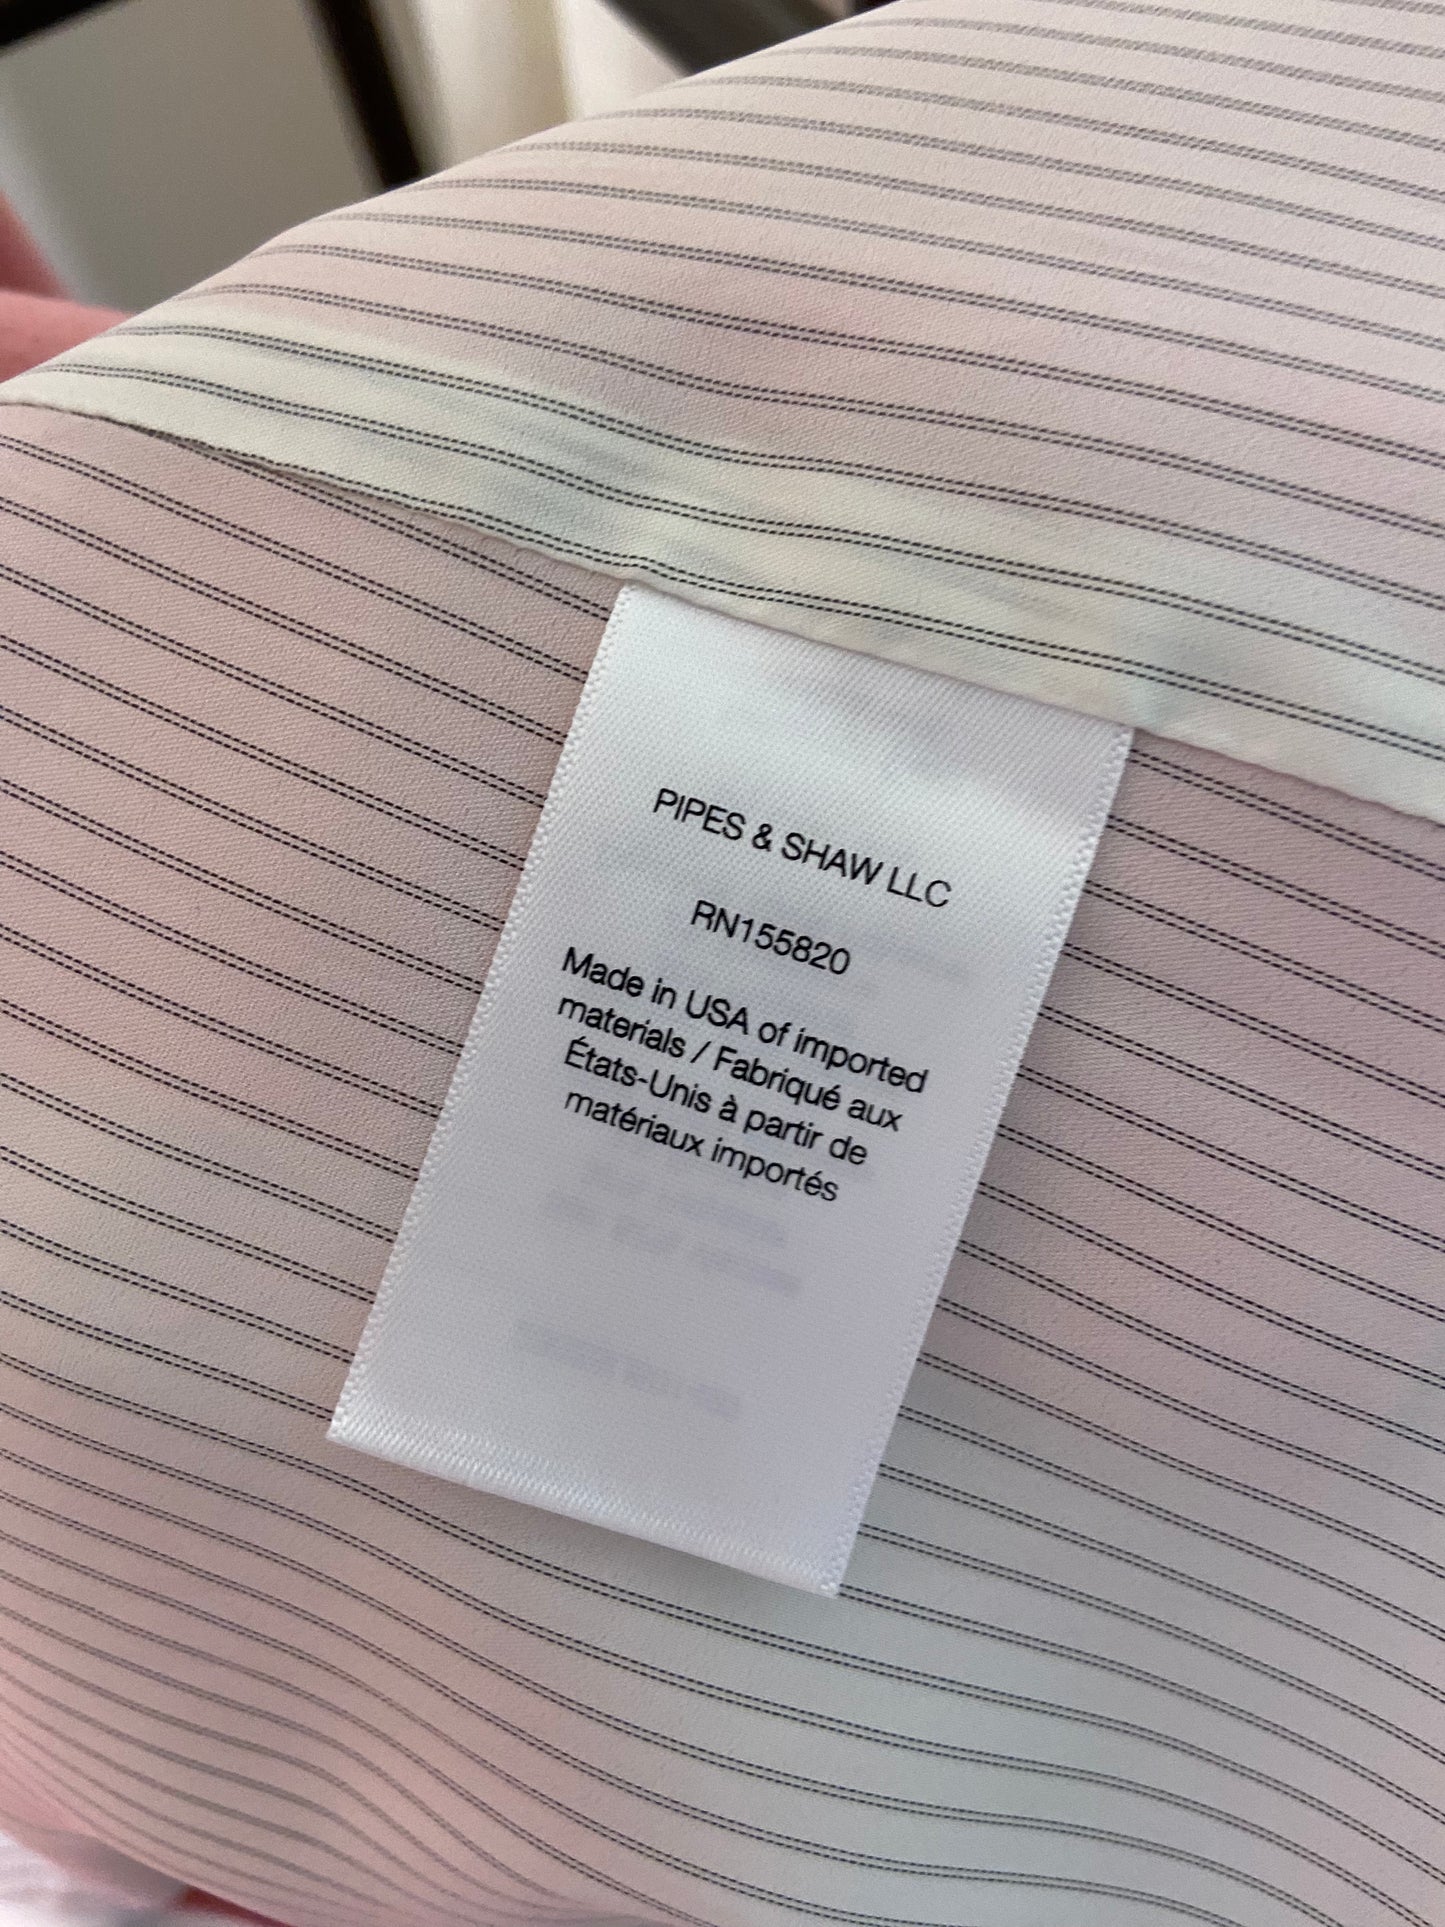 PIPES & SHAW LLC
RN155820
Made in USA of imported
materials / Fabriqué aux
États-Unis à partir de
matériaux importés